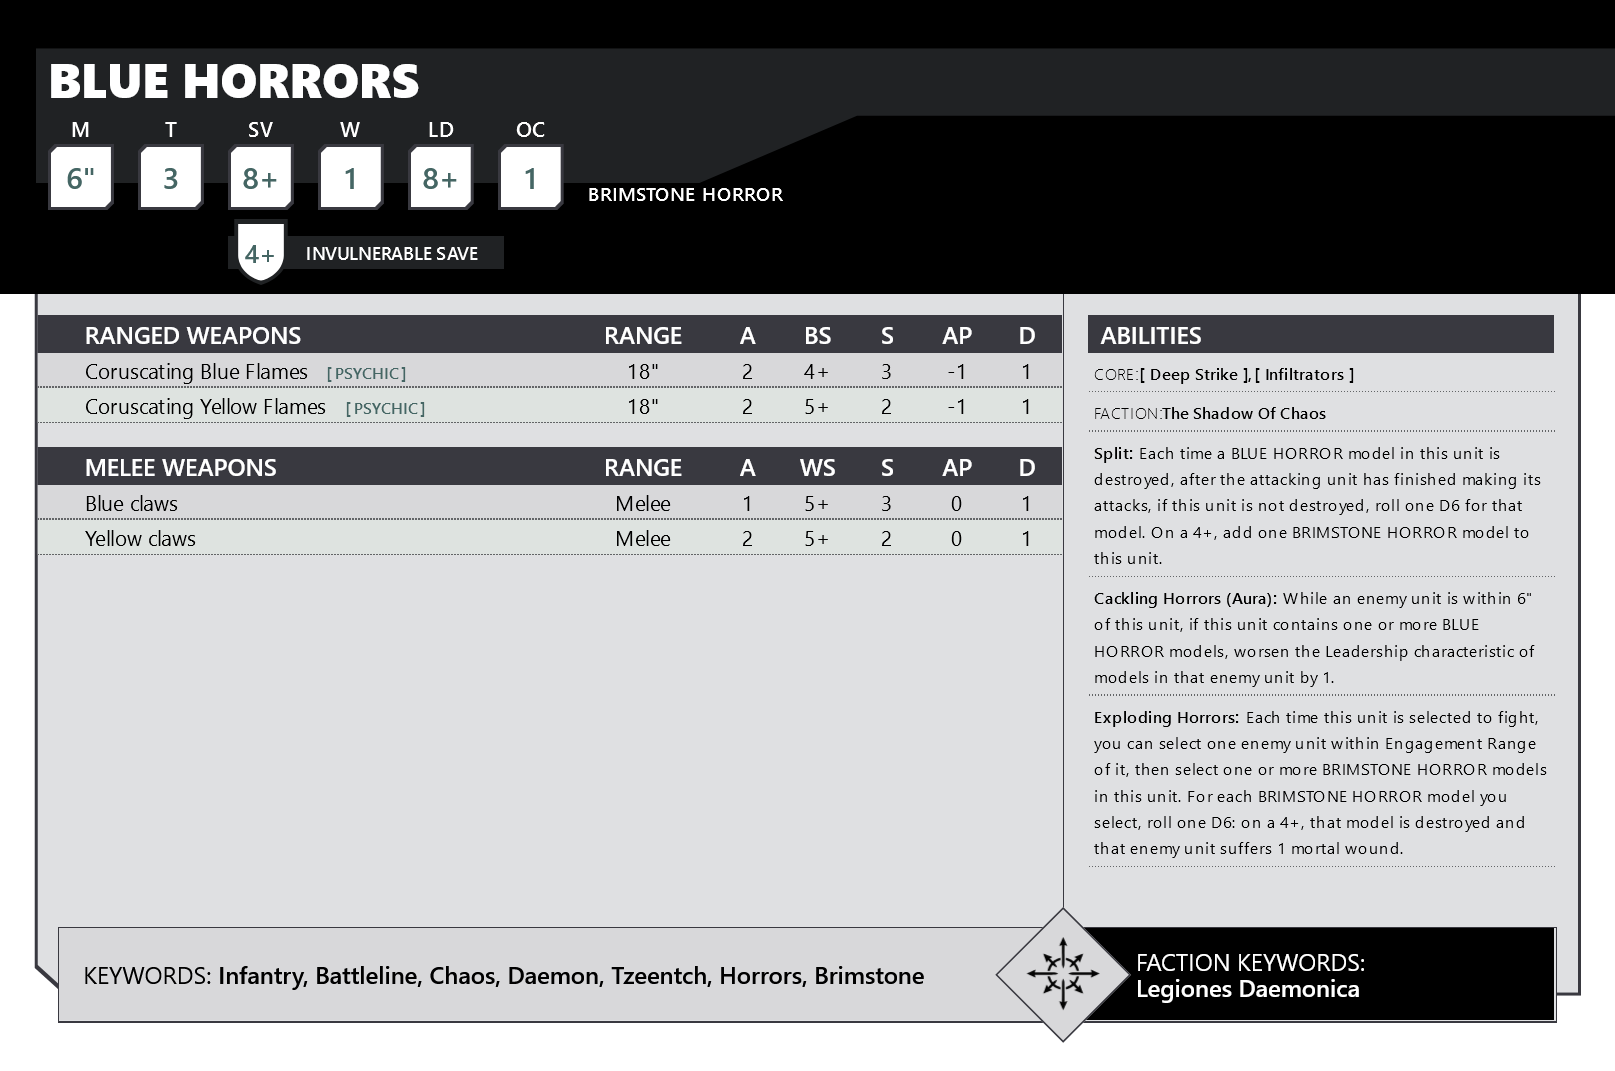 BLUE HORRORS
M T SV W LD OC
6" 3 8+ 1 8+ 1
BRIMSTONE HORROR
4+ INVULNERABLE SAVE
RANGED WEAPONS RANGE A BS S AP D
Coruscating Blue Flames [PSYCHIC] 18" 2 4+ 3 -1 1
Coruscating Yellow Flames [PSYCHIC] 18" 2 5+ 2 -1 1
MELEE WEAPONS RANGE A WS S AP D
Blue claws Melee 1 5+ 3 0 1
Yellow claws Melee 2 5+ 2 0 1
ABILITIES
CORE:[ Deep Strike ],[ Infiltrators ]
FACTION:The Shadow Of Chaos
Split: Each time a BLUE HORROR model in this unit is
destroyed, after the attacking unit has finished making its
attacks, if this unit is not destroyed, roll one D6 for that
model. On a 4+, add one BRIMSTONE HORROR model to
this unit.
Cackling Horrors (Aura): While an enemy unit is within 6"
of this unit, if this unit contains one or more BLUE
HORROR models, worsen the Leadership characteristic of
models in that enemy unit by 1.
Exploding Horrors: Each time this unit is selected to fight,
you can select one enemy unit within Engagement Range
of it, then select one or more BRIMSTONE HORROR models
in this unit. For each BRIMSTONE HORROR model you
select, roll one D6: on a 4+, that model is destroyed and
that enemy unit suffers 1 mortal wound.
KEYWORDS: Infantry, Battleline, Chaos, Daemon, Tzeentch, Horrors, Brimstone
FACTION KEYWORDS:
Legiones Daemonica